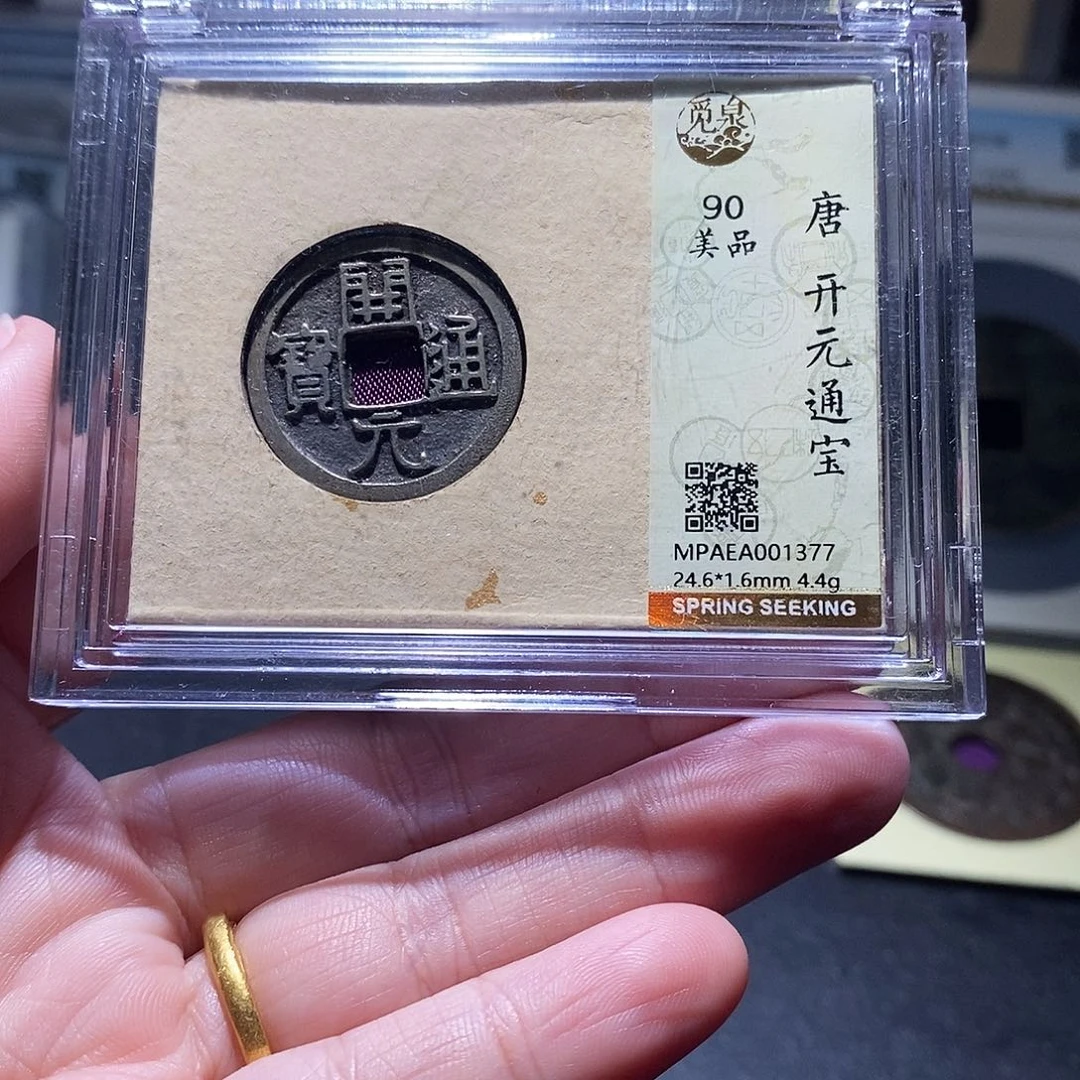 開
通
元
寶
觅泉
90
美品
唐 开元通宝
MPAEA001377
24.6*1.6mm 4.4g
SPRING SEEKING